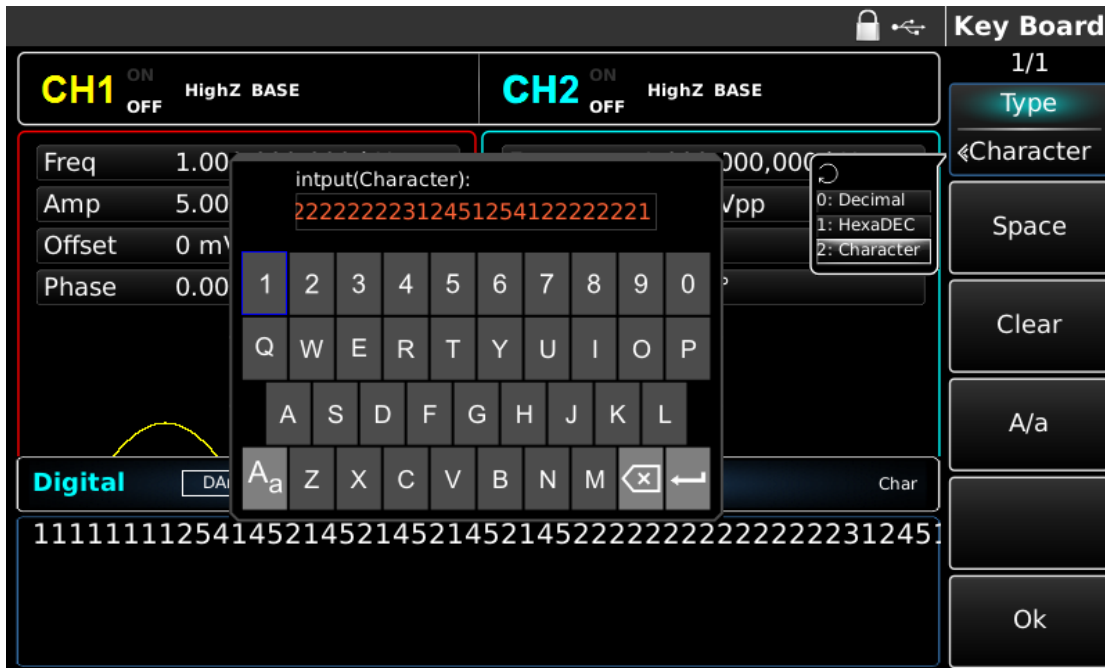 Key Board
1/1
CH1 ON OFF HighZ BASE
CH2 ON OFF HighZ BASE
Type
«Character
Freq 1.00
000,000
Amp 5.00
Vpp
Offset 0 mV
Phase 0.00
°
intput(Character):
2222222231245125412222221
0: Decimal
1: HexaDEC
2: Character
1 2 3 4 5 6 7 8 9 0
Q W E R T Y U I O P
A S D F G H J K L
Aa Z X C V B N M
Space
Clear
A/a
Digital
Char
Ok